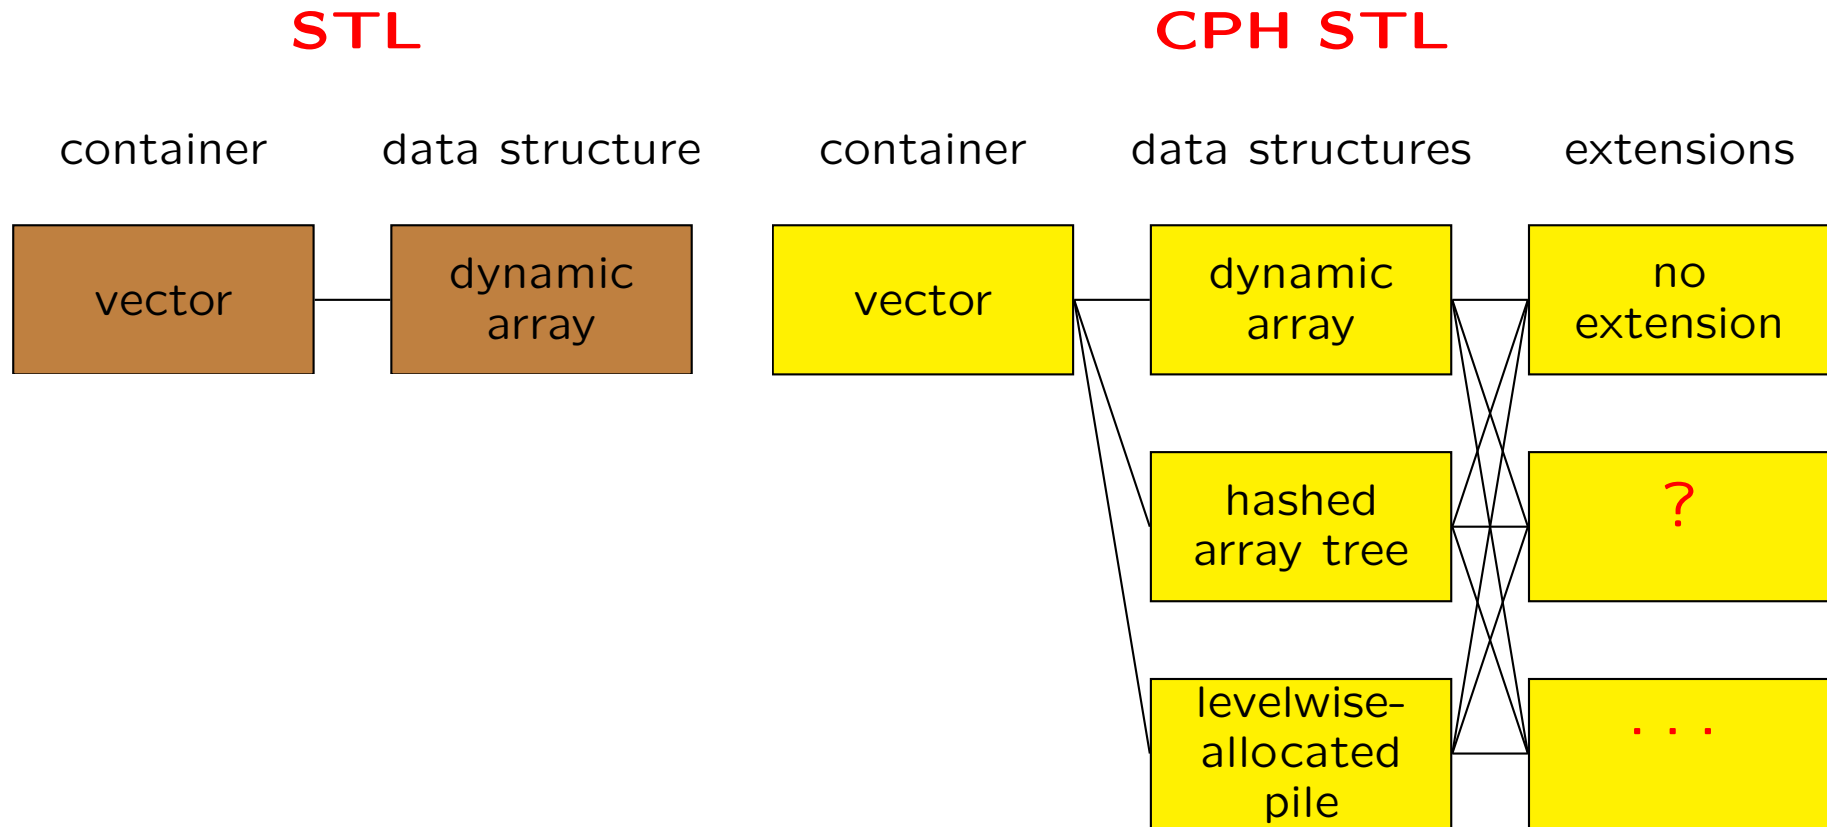 STL
CPH STL
container
data structure
container
data structures
extensions
vector
dynamic
array
vector
dynamic
array
no
extension
hashed
array tree
?
levelwise-
allocated
pile
. . .